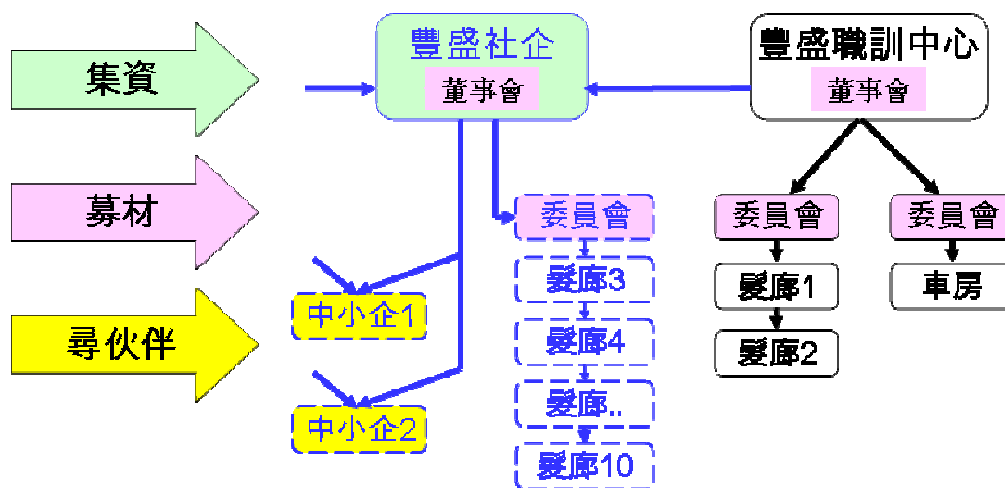 集資
募材
尋伙伴
豐盛社企
董事會
中小企1
中小企2
委員會
髮廊3
髮廊4
髮廊..
髮廊10
豐盛職訓中心
董事會
委員會
髮廊1
髮廊2
委員會
車房